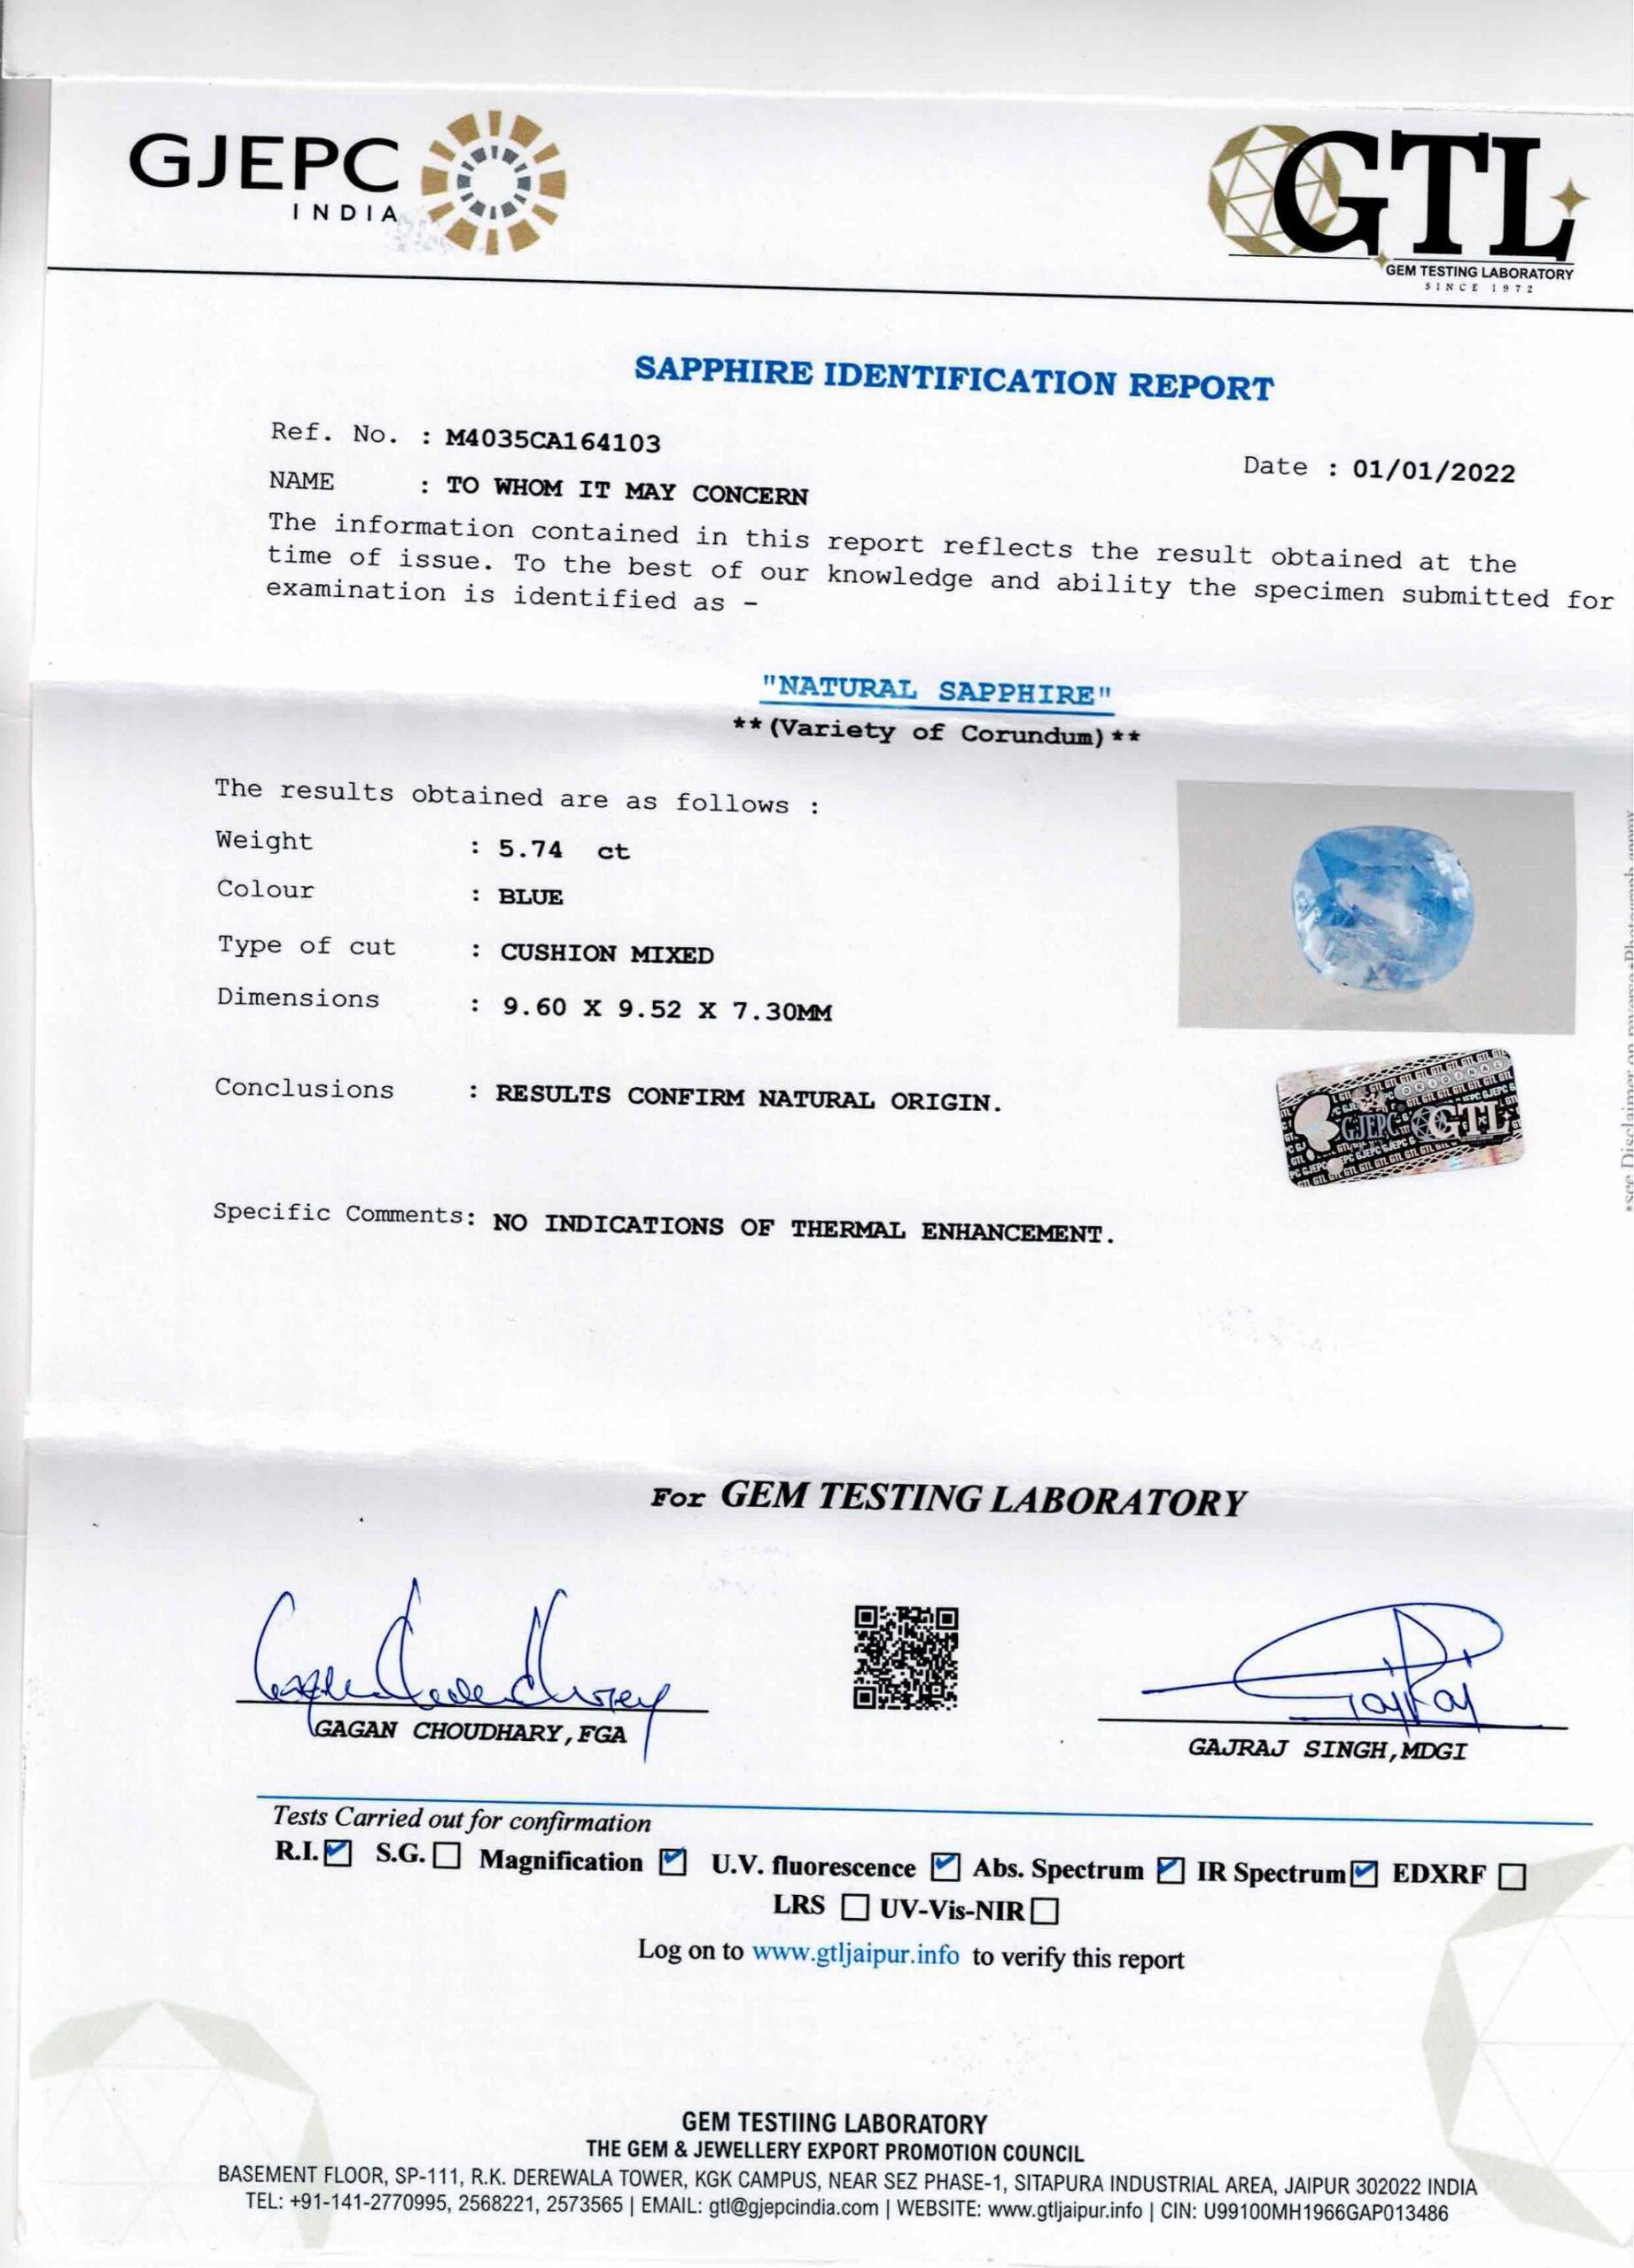 GJEPC
INDIA
GTL
GEM TESTING LABORATORY
SINCE 1972
SAPPHIRE IDENTIFICATION REPORT
Ref. No. : M4035CA164103
Date : 01/01/2022
NAME : TO WHOM IT MAY CONCERN
The information contained in this report reflects the result obtained at the
time of issue. To the best of our knowledge and ability the specimen submitted for
examination is identified as -
"NATURAL SAPPHIRE"
**(Variety of Corundum)**
The results obtained are as follows :
Weight : 5.74 ct
Colour : BLUE
Type of cut : CUSHION MIXED
Dimensions : 9.60 X 9.52 X 7.30MM
Conclusions : RESULTS CONFIRM NATURAL ORIGIN.
GJEPC GTL
Specific Comments: NO INDICATIONS OF THERMAL ENHANCEMENT.
*see Disclaimer on reverse
For GEM TESTING LABORATORY
GAGAN CHOUDHARY,FGA
Gajraj
GAJRAJ SINGH,MDGI
Tests Carried out for confirmation
R.I. S.G. Magnification U.V. fluorescence Abs. Spectrum IR Spectrum EDXRF
LRS UV-Vis-NIR
Log on to www.gtljaipur.info to verify this report
GEM TESTIING LABORATORY
THE GEM & JEWELLERY EXPORT PROMOTION COUNCIL
BASEMENT FLOOR, SP-111, R.K. DEREWALA TOWER, KGK CAMPUS, NEAR SEZ PHASE-1, SITAPURA INDUSTRIAL AREA, JAIPUR 302022 INDIA
TEL: +91-141-2770995, 2568221, 2573565 | EMAIL: gtl@gjepcindia.com | WEBSITE: www.gtljaipur.info | CIN: U99100MH1966GAP013486